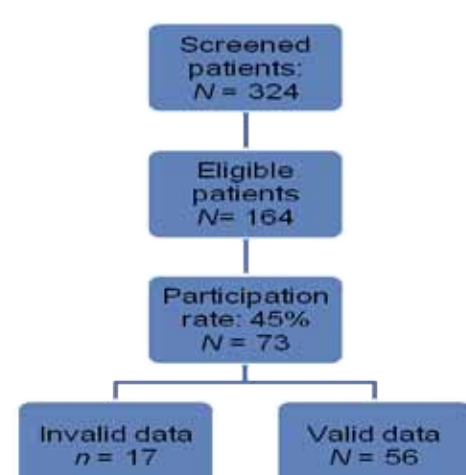 Screened
patients:
N = 324
Eligible
patients
N= 164
Participation
rate: 45%
N = 73
Invalid data
n = 17
Valid data
N = 56